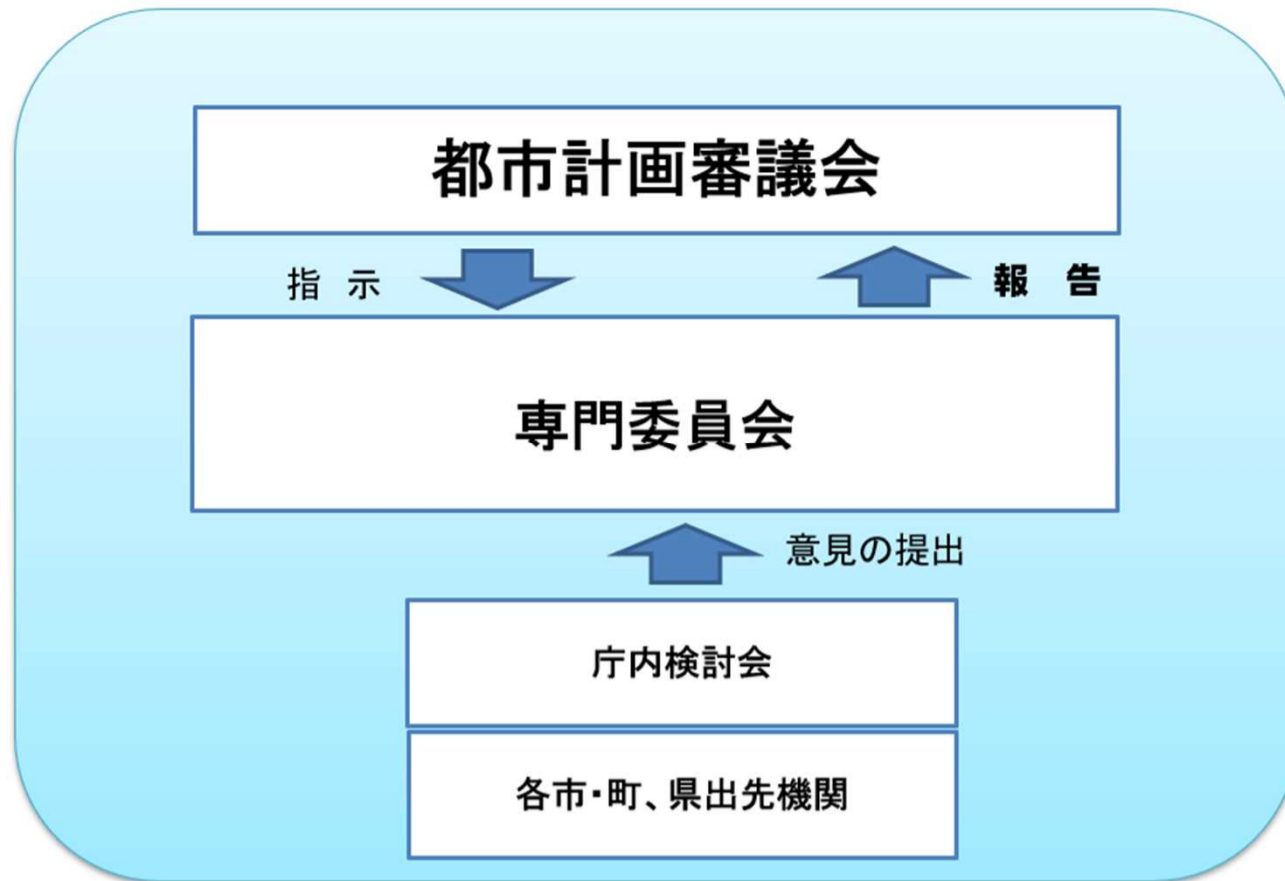 都市計画審議会
指 示
報 告
専門委員会
意見の提出
庁内検討会
各市・町、県出先機関